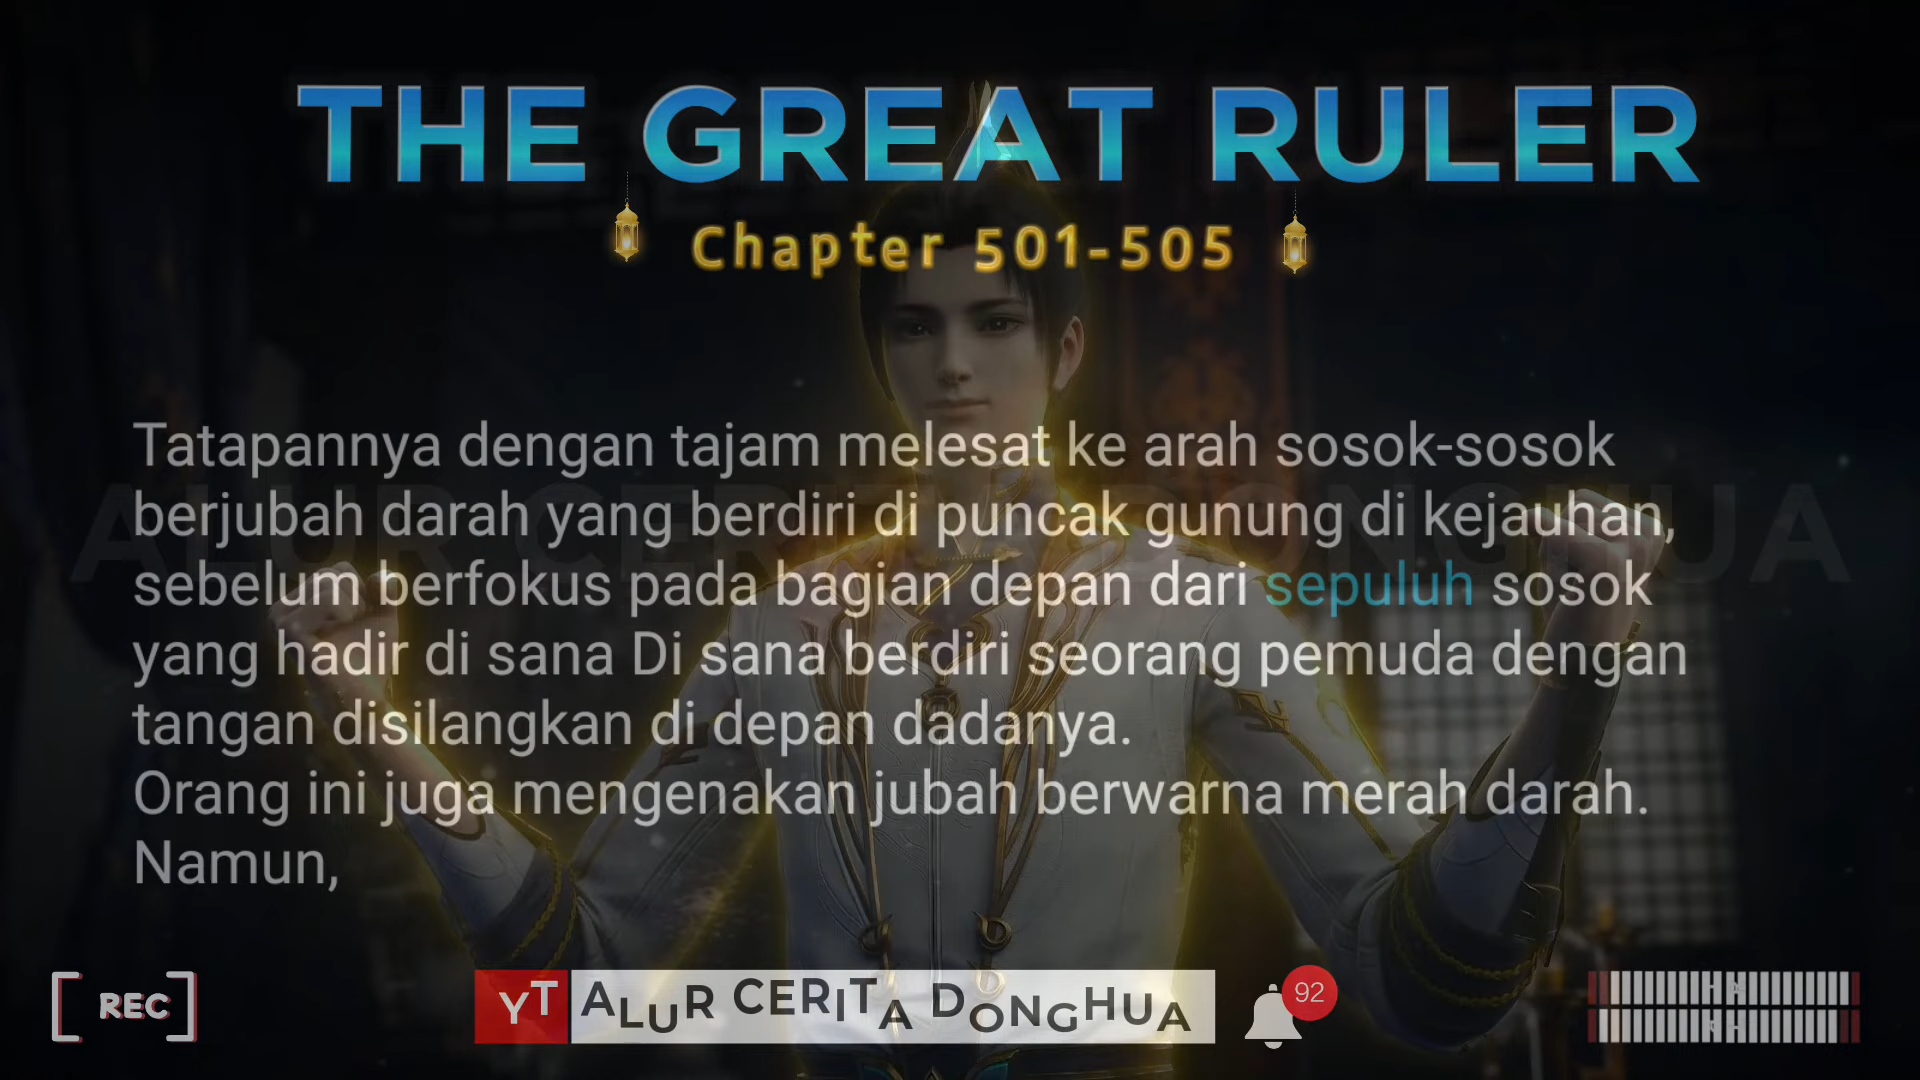 THE GREAT RULER
Chapter 501-505
ALUR CERITA DONGHUA
Tatapannya dengan tajam melesat ke arah sosok-sosok
berjubah darah yang berdiri di puncak gunung di kejauhan,
sebelum berfokus pada bagian depan dari sepuluh sosok
yang hadir di sana Di sana berdiri seorang pemuda dengan
tangan disilangkan di depan dadanya.
Orang ini juga mengenakan jubah berwarna merah darah.
Namun,
REC
YT ALUR CERITA DONGHUA
92